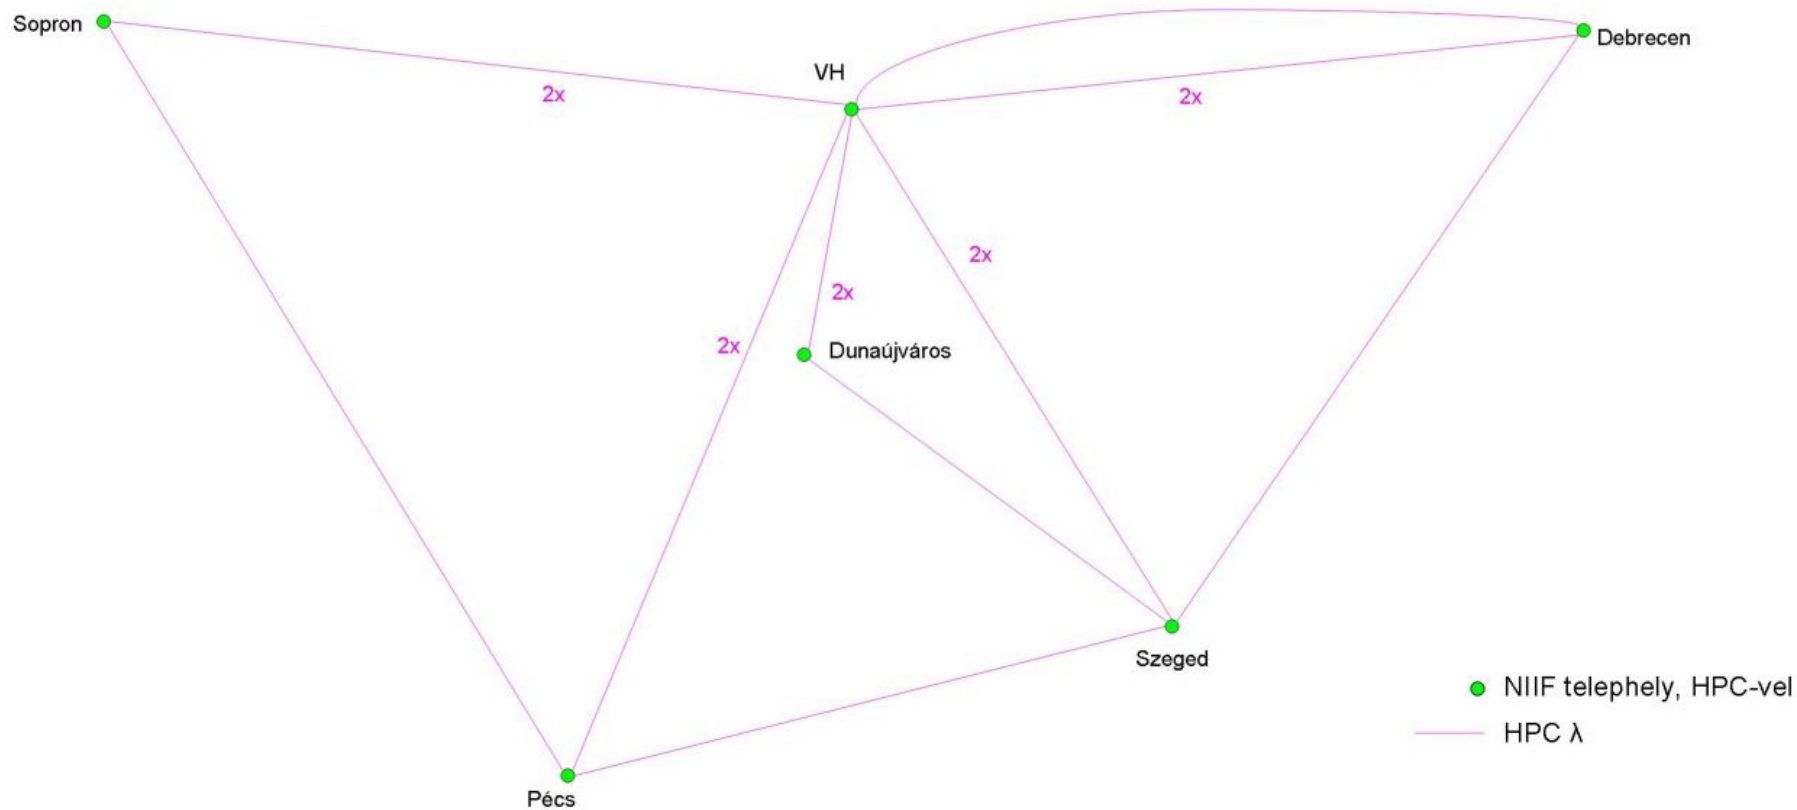 Sopron
Debrecen
VH
2x
2x
2x
2x
2x
Dunaújváros
Szeged
NIIF telephely, HPC-vel
HPC λ
Pécs